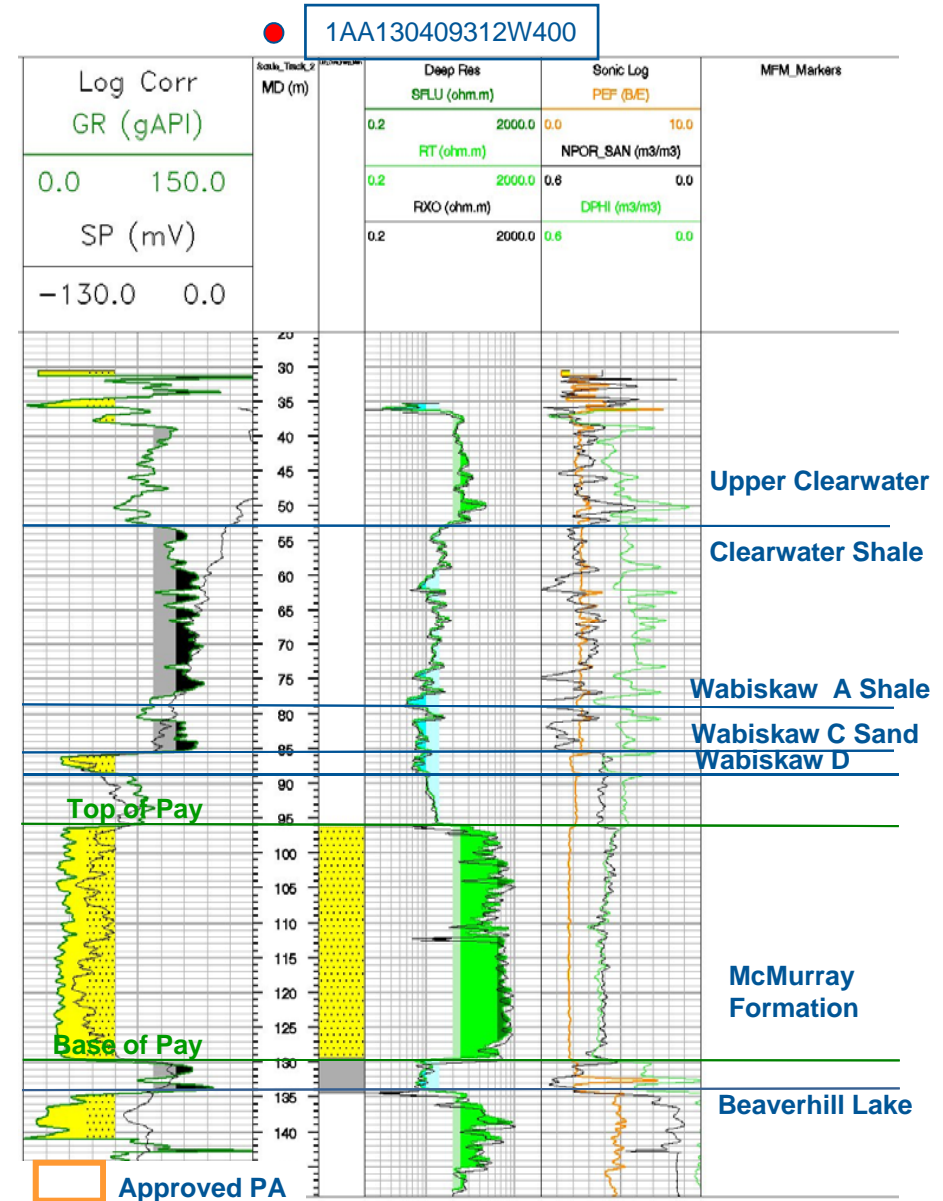 1AA130409312W400
Log Corr
GR (gAPI)
0.0 150.0
SP (mV)
-130.0 0.0
Scale_Track_2
MD (m)
Deep Res
SFLU (ohm.m)
0.2 2000.0
RT (ohm.m)
0.2 2000.0
RXO (ohm.m)
0.2 2000.0
Sonic Log
PEF (B/E)
0.0 10.0
NPOR_SAN (m3/m3)
0.6 0.0
DPHI (m3/m3)
0.6 0.0
MFM_Markers
30
35
40
45
50
55
60
65
70
75
80
85
90
95
100
105
110
115
120
125
130
135
140
Upper Clearwater
Clearwater Shale
Wabiskaw A Shale
Wabiskaw C Sand
Wabiskaw D
Top of Pay
McMurray
Formation
Base of Pay
Beaverhill Lake
Approved PA